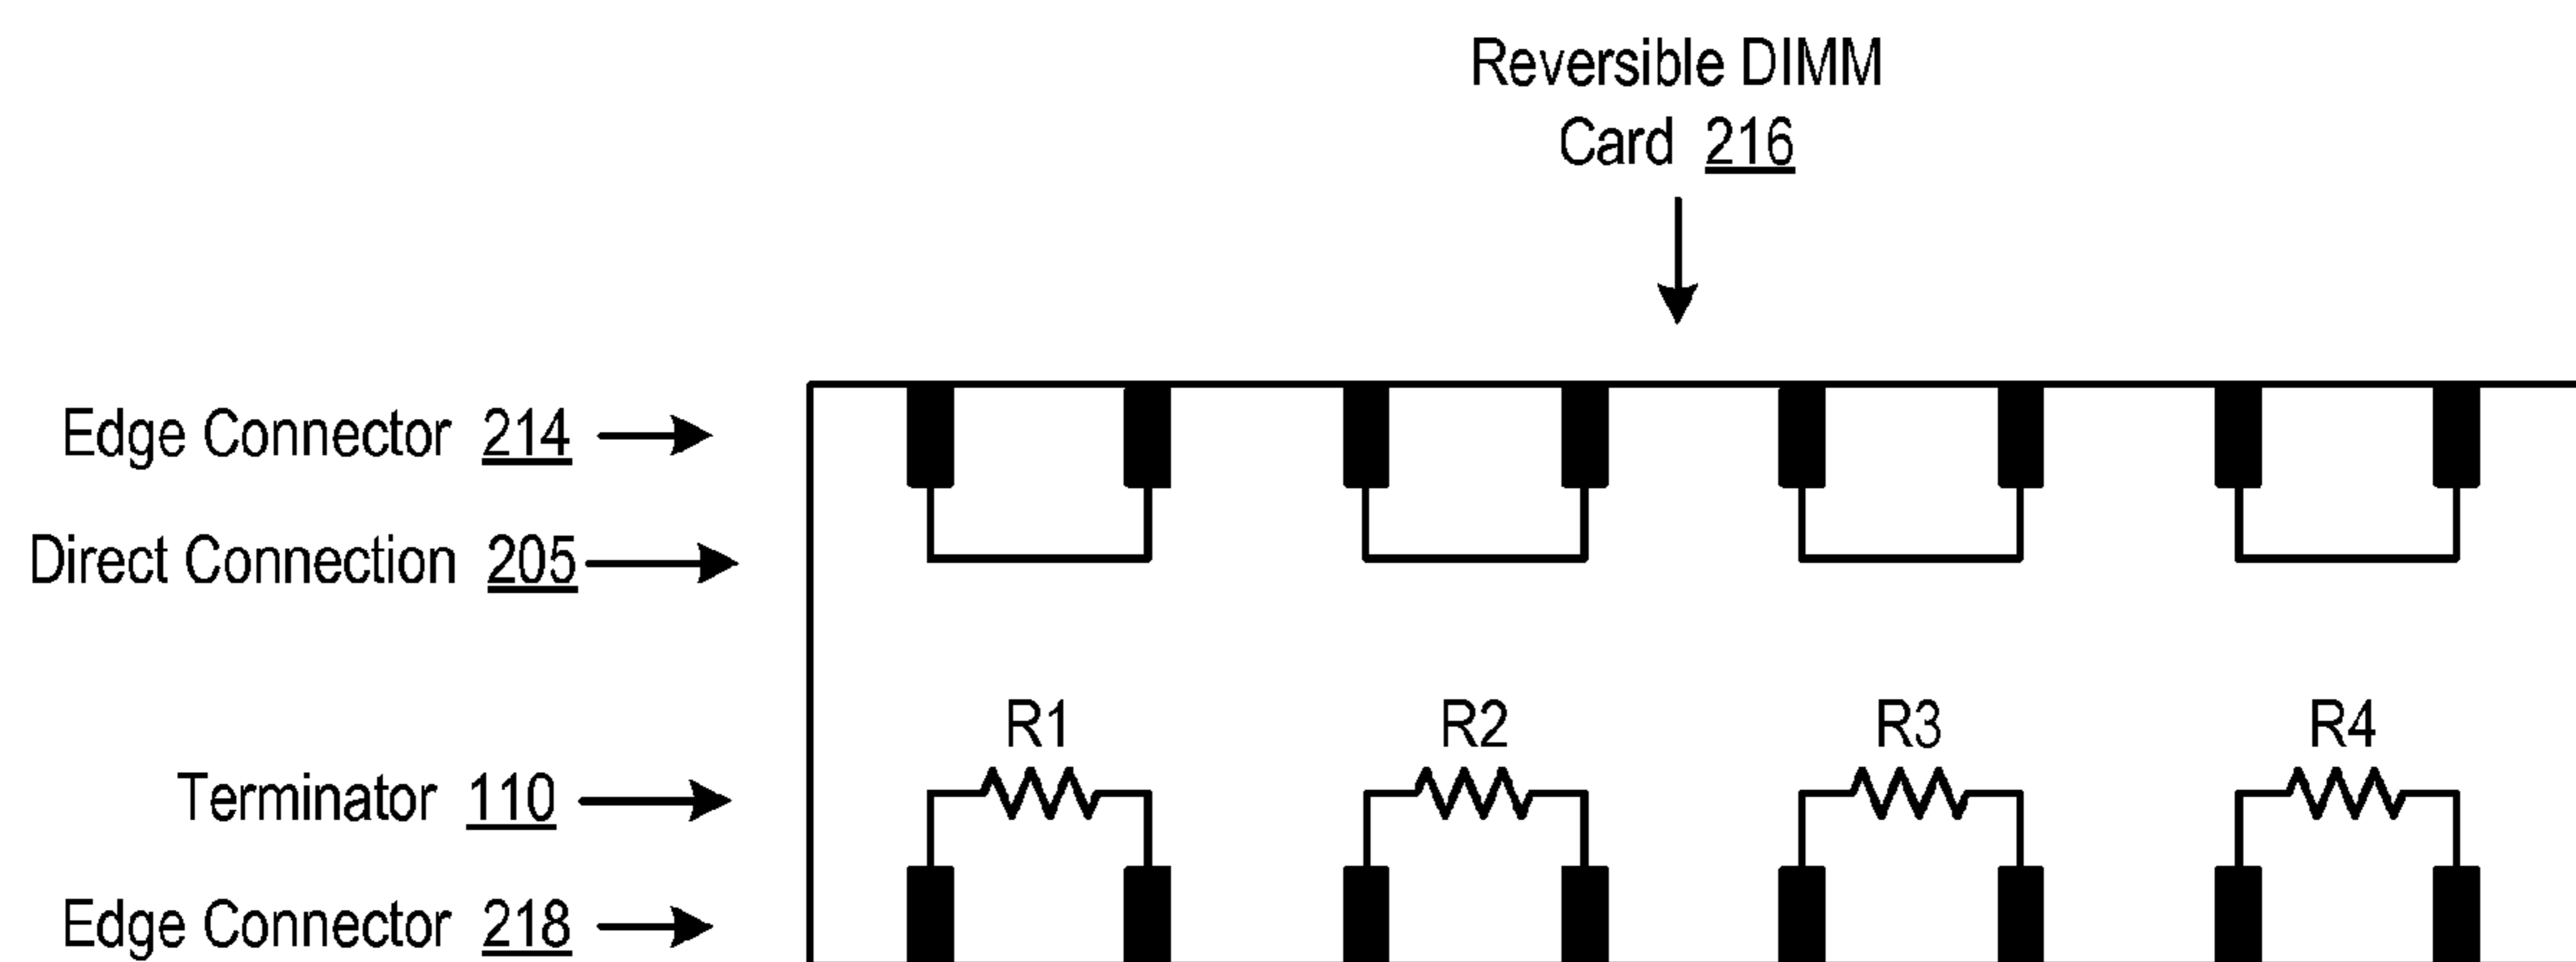 Reversible DIMM
Card 216
Edge Connector 214
Direct Connection 205
R1 R2 R3 R4
Terminator 110
Edge Connector 218